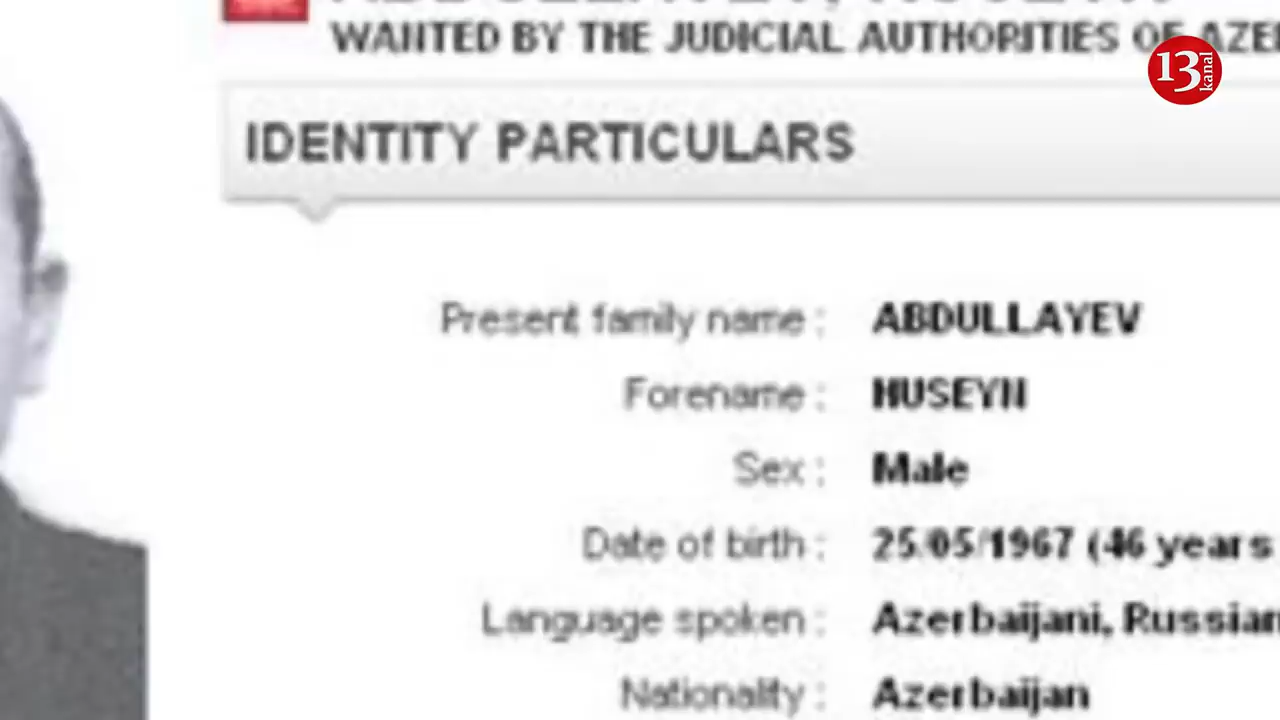 WANTED BY THE JUDICIAL AUTHORITIES OF AZE
13 kanal
IDENTITY PARTICULARS
Present family name : ABDULLAYEV
Forename : HUSEYN
Sex : Male
Date of birth : 25/05/1967 (46 years
Language spoken : Azerbaijani, Russian
Nationality : Azerbaijan